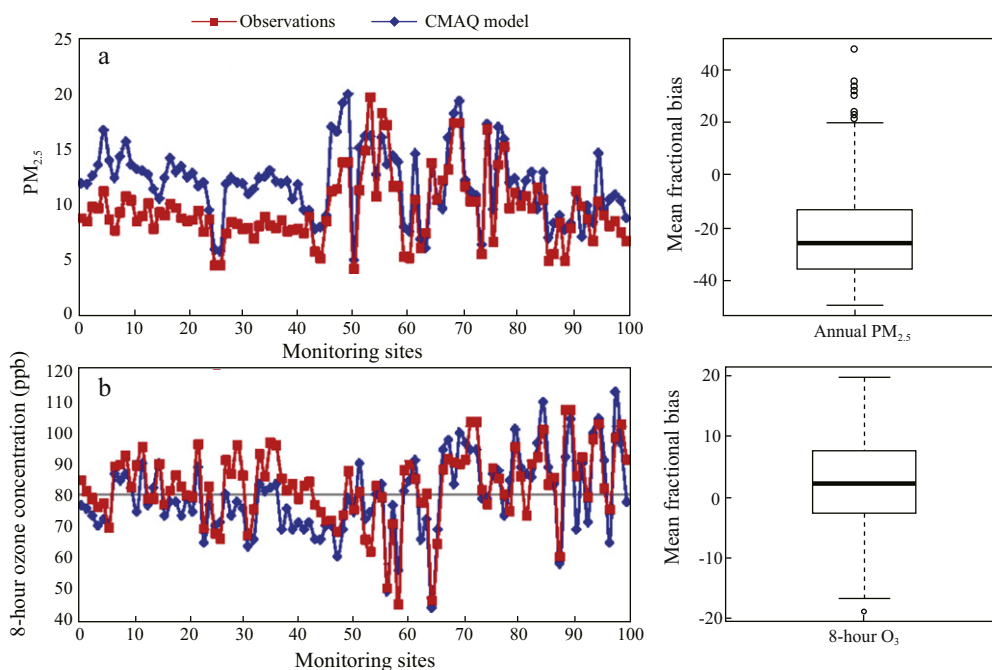 Observations CMAQ model
a
PM2.5
25
20
15
10
5
0
0 10 20 30 40 50 60 70 80 90 100
Monitoring sites
Mean fractional bias
40
20
0
-20
-40
Annual PM2.5
b
8-hour ozone concentration (ppb)
120
110
100
90
80
70
60
50
40
0 10 20 30 40 50 60 70 80 90 100
Monitoring sites
Mean fractional bias
20
10
0
-10
-20
8-hour O3